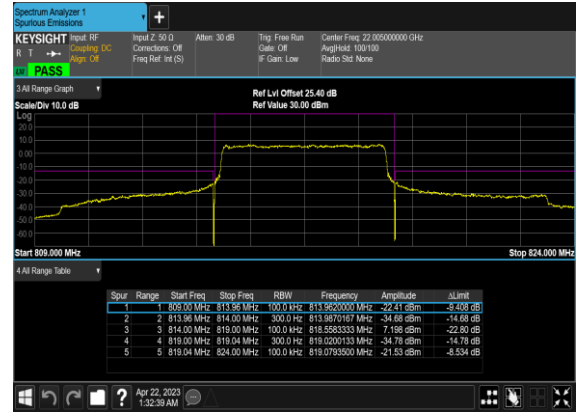 Spectrum Analyzer 1
Spurious Emissions
KEYSIGHT Input: RF Input Z: 50 Ω Atten: 30 dB Trig: Free Run Center Freq: 22.005000000 GHz
R T Coupling: DC Corrections: Off Gate: Off Avg|Hold: 100/100
Align: Off Freq Ref: Int (S) IF Gain: Low Radio Std: None
PASS
3 All Range Graph
Ref Lvl Offset 25.40 dB
Scale/Div 10.0 dB Ref Value 30.00 dBm
Log
20.0
10.0
0.00
-10.0
-20.0
-30.0
-40.0
-50.0
-60.0
Start 809.000 MHz Stop 824.000 MHz
4 All Range Table
Spur Range Start Freq Stop Freq RBW Frequency Amplitude ΔLimit
1 1 809.00 MHz 813.96 MHz 100.0 kHz 813.9620000 MHz -22.41 dBm -9.408 dB
2 2 813.96 MHz 814.00 MHz 300.0 Hz 813.9870167 MHz -34.68 dBm -14.68 dB
3 3 814.00 MHz 819.00 MHz 100.0 kHz 818.5583333 MHz 7.198 dBm -22.80 dB
4 4 819.00 MHz 819.04 MHz 300.0 Hz 819.0200133 MHz -34.78 dBm -14.78 dB
5 5 819.04 MHz 824.00 MHz 100.0 kHz 819.0793500 MHz -21.53 dBm -8.534 dB
Apr 22, 2023
1:32:39 AM